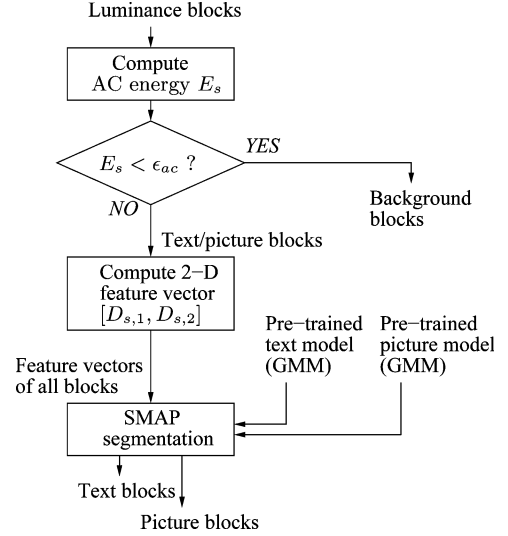 Luminance blocks
Compute
AC energy E_s
E_s < ϵ_ac ?
YES
NO
Background
blocks
Text/picture blocks
Compute 2−D
feature vector
[D_s,1, D_s,2]
Pre−trained
text model
(GMM)
Pre−trained
picture model
(GMM)
Feature vectors
of all blocks
SMAP
segmentation
Text blocks
Picture blocks